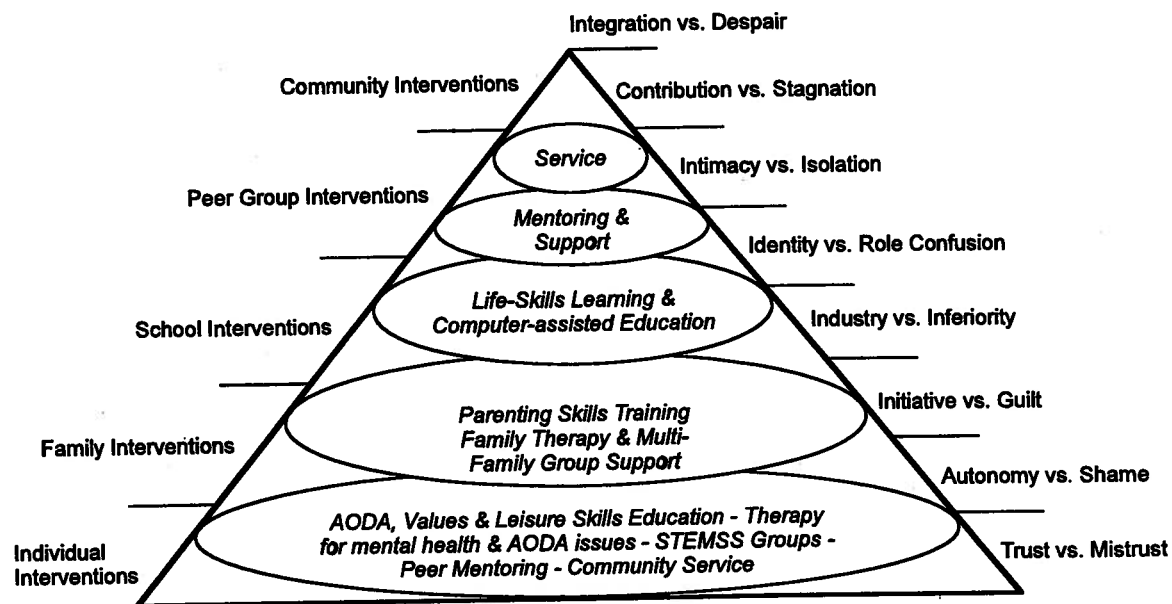 Integration vs. Despair
Community Interventions
Contribution vs. Stagnation
Service
Intimacy vs. Isolation
Peer Group Interventions
Mentoring &
Support
Identity vs. Role Confusion
Life-Skills Learning &
Computer-assisted Education
School Interventions
Industry vs. Inferiority
Initiative vs. Guilt
Parenting Skills Training
Family Therapy & Multi-
Family Group Support
Family Interventions
Autonomy vs. Shame
AODA, Values & Leisure Skills Education - Therapy
for mental health & AODA issues - STEMSS Groups -
Peer Mentoring - Community Service
Individual
Interventions
Trust vs. Mistrust